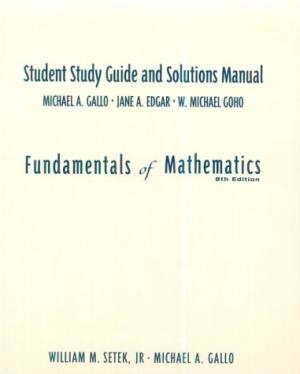 Student Study Guide and Solutions Manual
MICHAEL A. GALLO • JANE A. EDGAR • W. MICHAEL GOHO
Fundamentals of Mathematics
8th Edition
WILLIAM M. SETEK, JR • MICHAEL A. GALLO